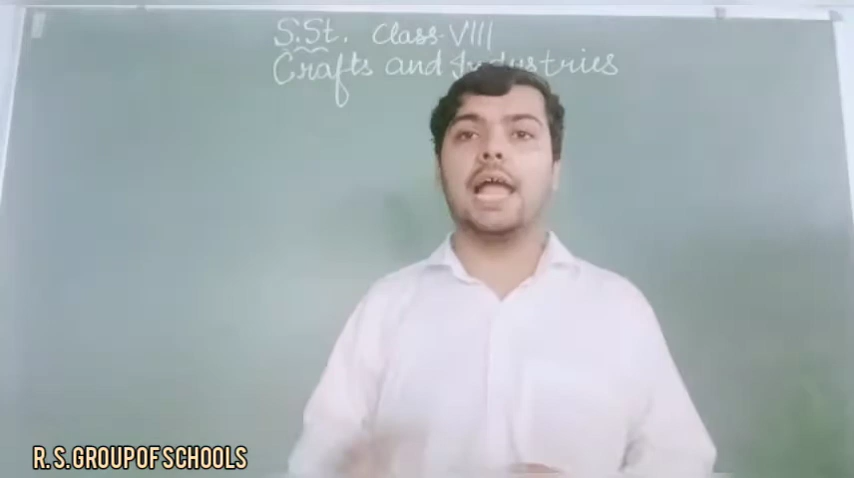 S.St. Class-VIII
Crafts and Industries
R.S.GROUP OF SCHOOLS